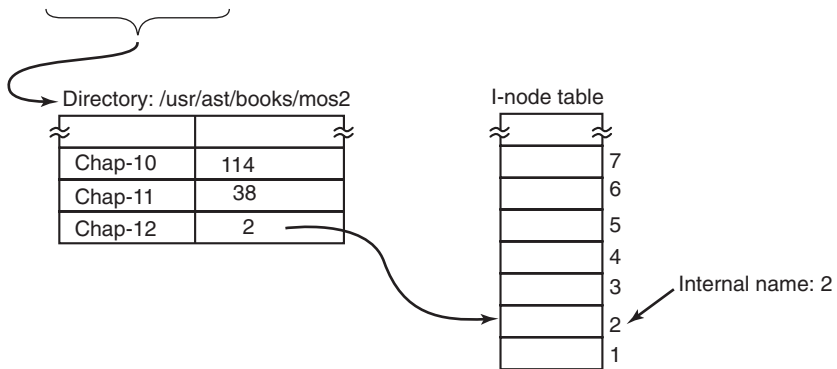 Directory: /usr/ast/books/mos2
Chap-10 114
Chap-11 38
Chap-12 2
I-node table
7
6
5
4
3
2
1
Internal name: 2